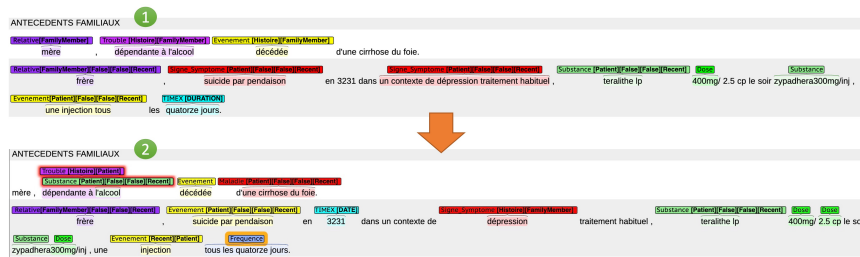 1
ANTECEDENTS FAMILIAUX
Relative[FamilyMember] Trouble [Histoire][FamilyMember] Evenement [Histoire][FamilyMember]
mère , dépendante à l'alcool décédée d'une cirrhose du foie.
Relative[FamilyMember][False][False][Recent] Signe_Symptome [Patient][False][False][Recent] Signe_Symptome [Patient][False][False][Recent] Substance [Patient][False][False][Recent] Dose Substance
frère , suicide par pendaison en 3231 dans un contexte de dépression traitement habituel , teralithe lp 400mg/ 2.5 cp le soir zypadhera300mg/inj ,
Evenement[Patient][False][False][Recent] TIMEX [DURATION]
une injection tous les quatorze jours.
2
ANTECEDENTS FAMILIAUX
Trouble [Histoire][Patient]
Substance [Patient][False][False][Recent] Evenement Maladie [Patient][False][False][Recent]
mère , dépendante à l'alcool décédée d'une cirrhose du foie.
Relative[FamilyMember][False][False][Recent] Evenement [Patient][False][False][Recent] TIMEX [DATE] Signe_Symptome [Histoire][FamilyMember] Substance [Patient][False][False][Recent] Dose Dose
frère , suicide par pendaison en 3231 dans un contexte de dépression traitement habituel , teralithe lp 400mg/ 2.5 cp le so
Substance Dose Evenement [Recent][Patient] Frequence
zypadhera300mg/inj , une injection tous les quatorze jours.